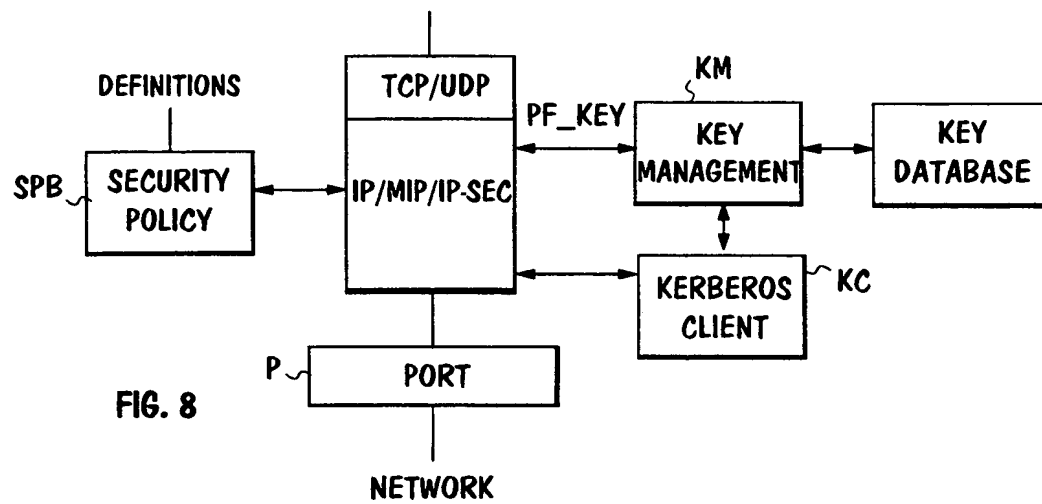 DEFINITIONS
SPB
SECURITY
POLICY
TCP/UDP
IP/MIP/IP-SEC
PF_KEY
KM
KEY
MANAGEMENT
KEY
DATABASE
KERBEROS
CLIENT
KC
P
PORT
FIG. 8
NETWORK